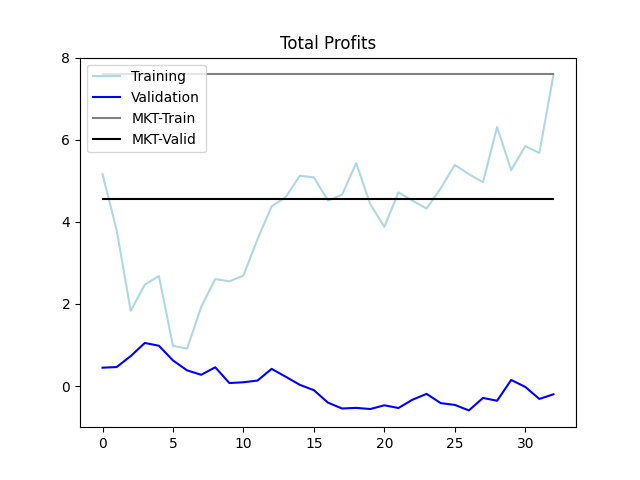 Total Profits
8
6
4
2
0
Training
Validation
MKT-Train
MKT-Valid
0 5 10 15 20 25 30